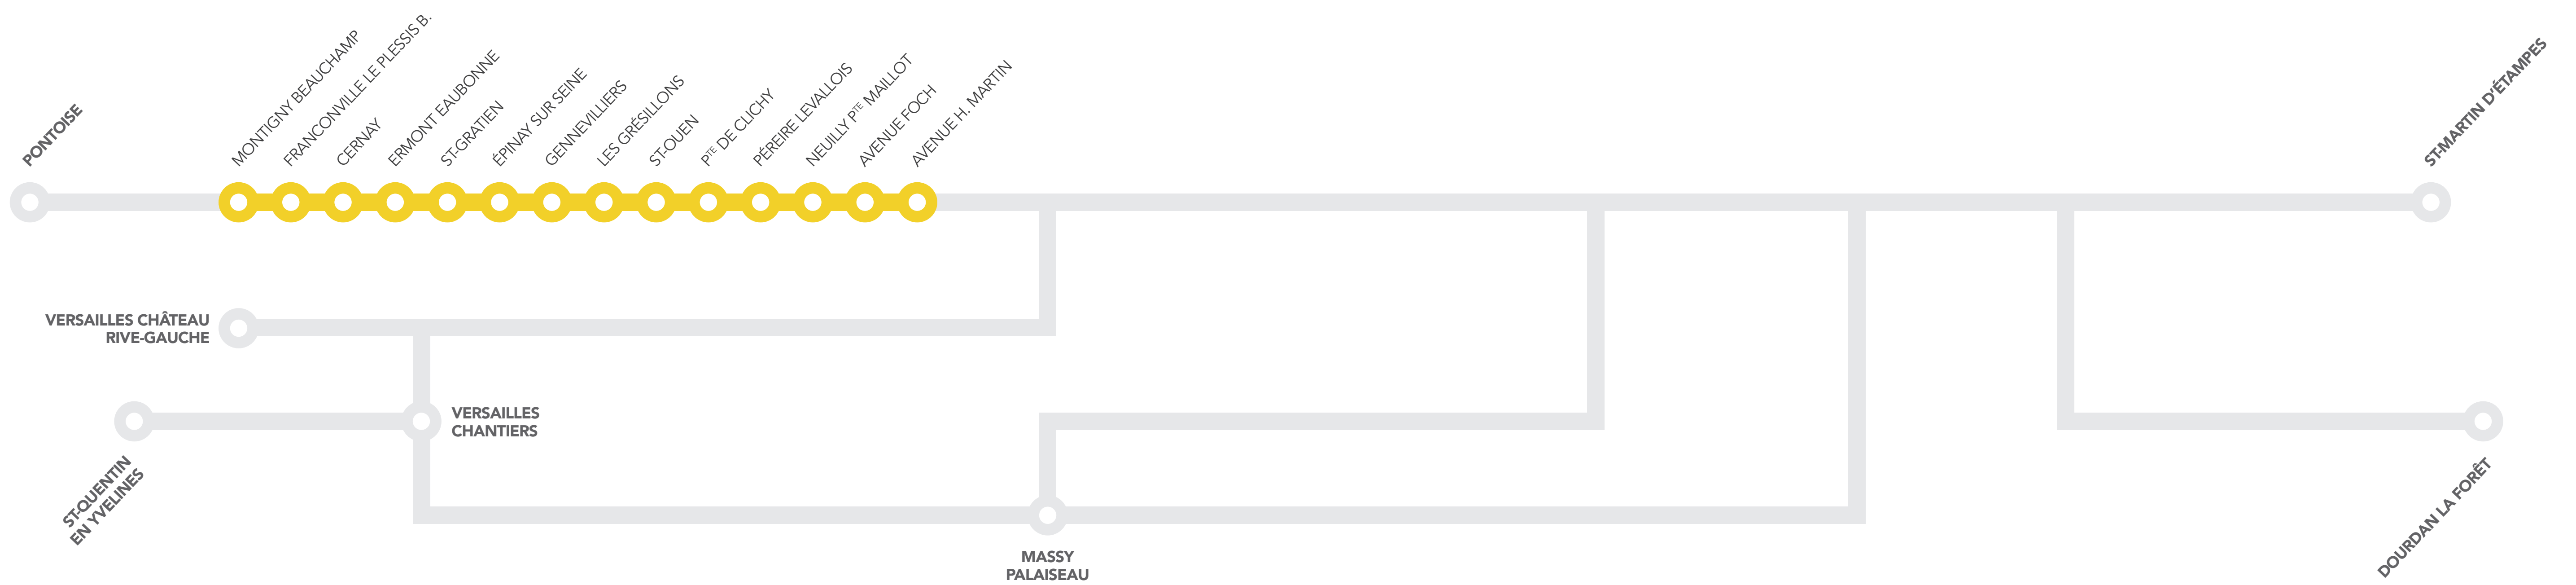 PONTOISE
MONTIGNY BEAUCHAMP
FRANCONVILLE LE PLESSIS B.
CERNAY
ERMONT EAUBONNE
ST-GRATIEN
ÉPINAY SUR SEINE
GENNEVILLIERS
LES GRÉSILLONS
ST-OUEN
PTE DE CLICHY
PÉREIRE LEVALLOIS
NEUILLY PTE MAILLOT
AVENUE FOCH
AVENUE H. MARTIN
ST-MARTIN D'ÉTAMPES
VERSAILLES CHÂTEAU
RIVE-GAUCHE
VERSAILLES
CHANTIERS
ST-QUENTIN
EN YVELINES
MASSY
PALAISEAU
DOURDAN LA FORÊT